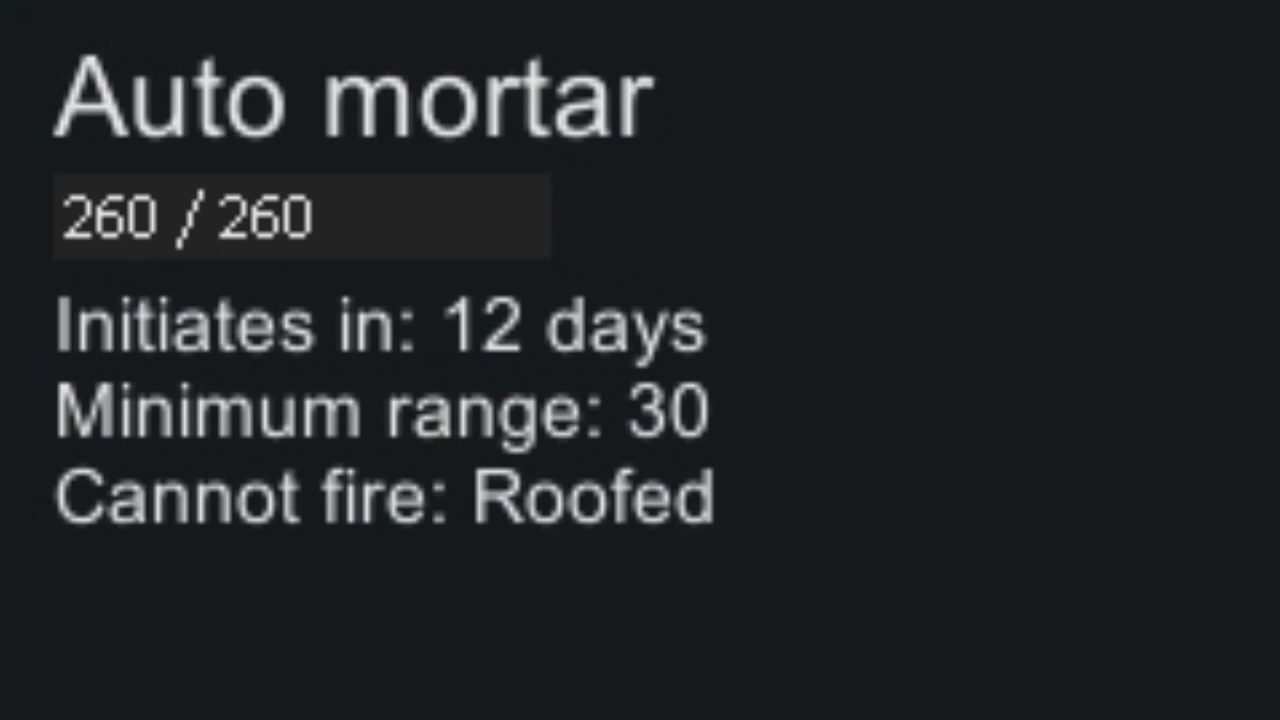 Auto mortar
260 / 260
Initiates in: 12 days
Minimum range: 30
Cannot fire: Roofed